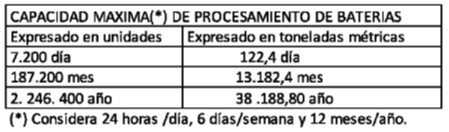 CAPACIDAD MAXIMA(*) DE PROCESAMIENTO DE BATERIAS
Expresado en unidades Expresado en toneladas métricas
7.200 día 122,4 día
187.200 mes 13.182,4 mes
2. 246. 400 año 38 .188,80 año
(*) Considera 24 horas /día, 6 días/semana y 12 meses/año.